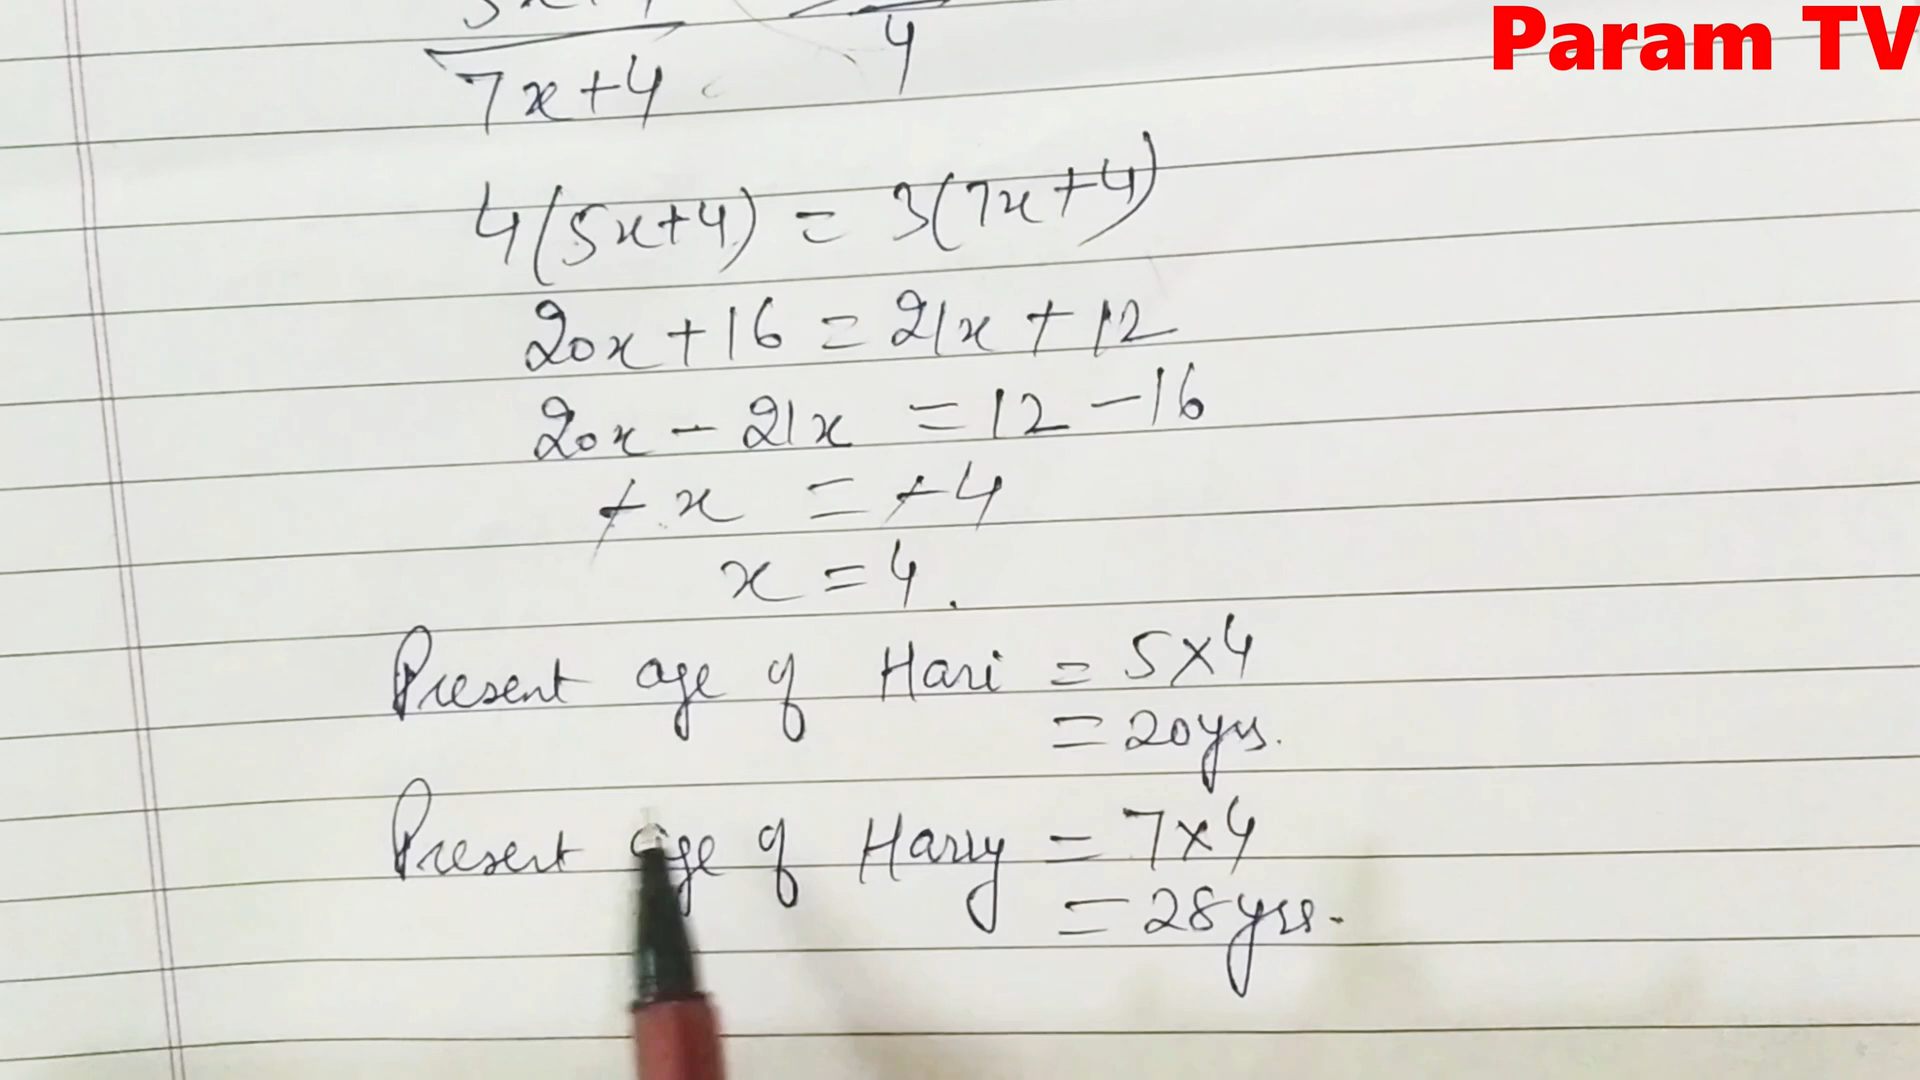 Param TV
4
7x+4
4(5x+4) = 3(7x+4)
20x+16 = 21x+12
20x - 21x = 12-16
+x = +4
x = 4.
Present age of Hari = 5×4
= 20yrs.
Present age of Harry = 7×4
= 28yrs.